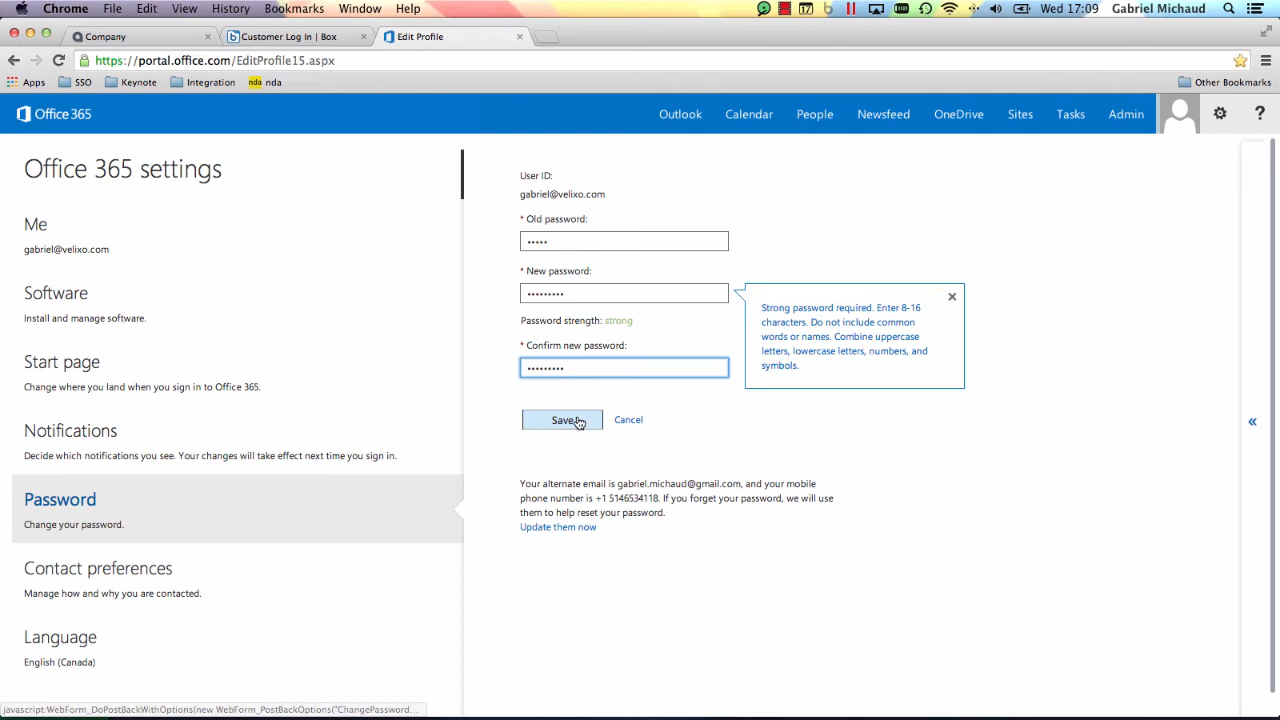 Chrome File Edit View History Bookmarks Window Help Wed 17:09 Gabriel Michaud
Company Customer Log In | Box Edit Profile
https://portal.office.com/EditProfile15.aspx
Apps SSO Keynote Integration nda nda Other Bookmarks
Office 365 Outlook Calendar People Newsfeed OneDrive Sites Tasks Admin ?
Office 365 settings
Me
gabriel@velixo.com
Software
Install and manage software.
Start page
Change where you land when you sign in to Office 365.
Notifications
Decide which notifications you see. Your changes will take effect next time you sign in.
Password
Change your password.
Contact preferences
Manage how and why you are contacted.
Language
English (Canada)
User ID:
gabriel@velixo.com
* Old password:
•••••
* New password:
•••••••••
Password strength: strong
* Confirm new password:
•••••••••
Strong password required. Enter 8-16
characters. Do not include common
words or names. Combine uppercase
letters, lowercase letters, numbers, and
symbols.
Save Cancel
Your alternate email is gabriel.michaud@gmail.com, and your mobile
phone number is +1 5146534118. If you forget your password, we will use
them to help reset your password.
Update them now
javascript:WebForm_DoPostBackWithOptions(new WebForm_PostBackOptions("ChangePassword...